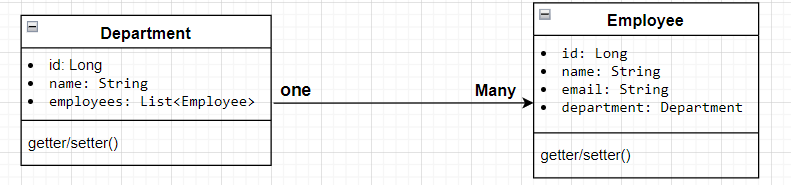 Department
• id: Long
• name: String
• employees: List<Employee>
getter/setter()
one
Many
Employee
• id: Long
• name: String
• email: String
• department: Department
getter/setter()